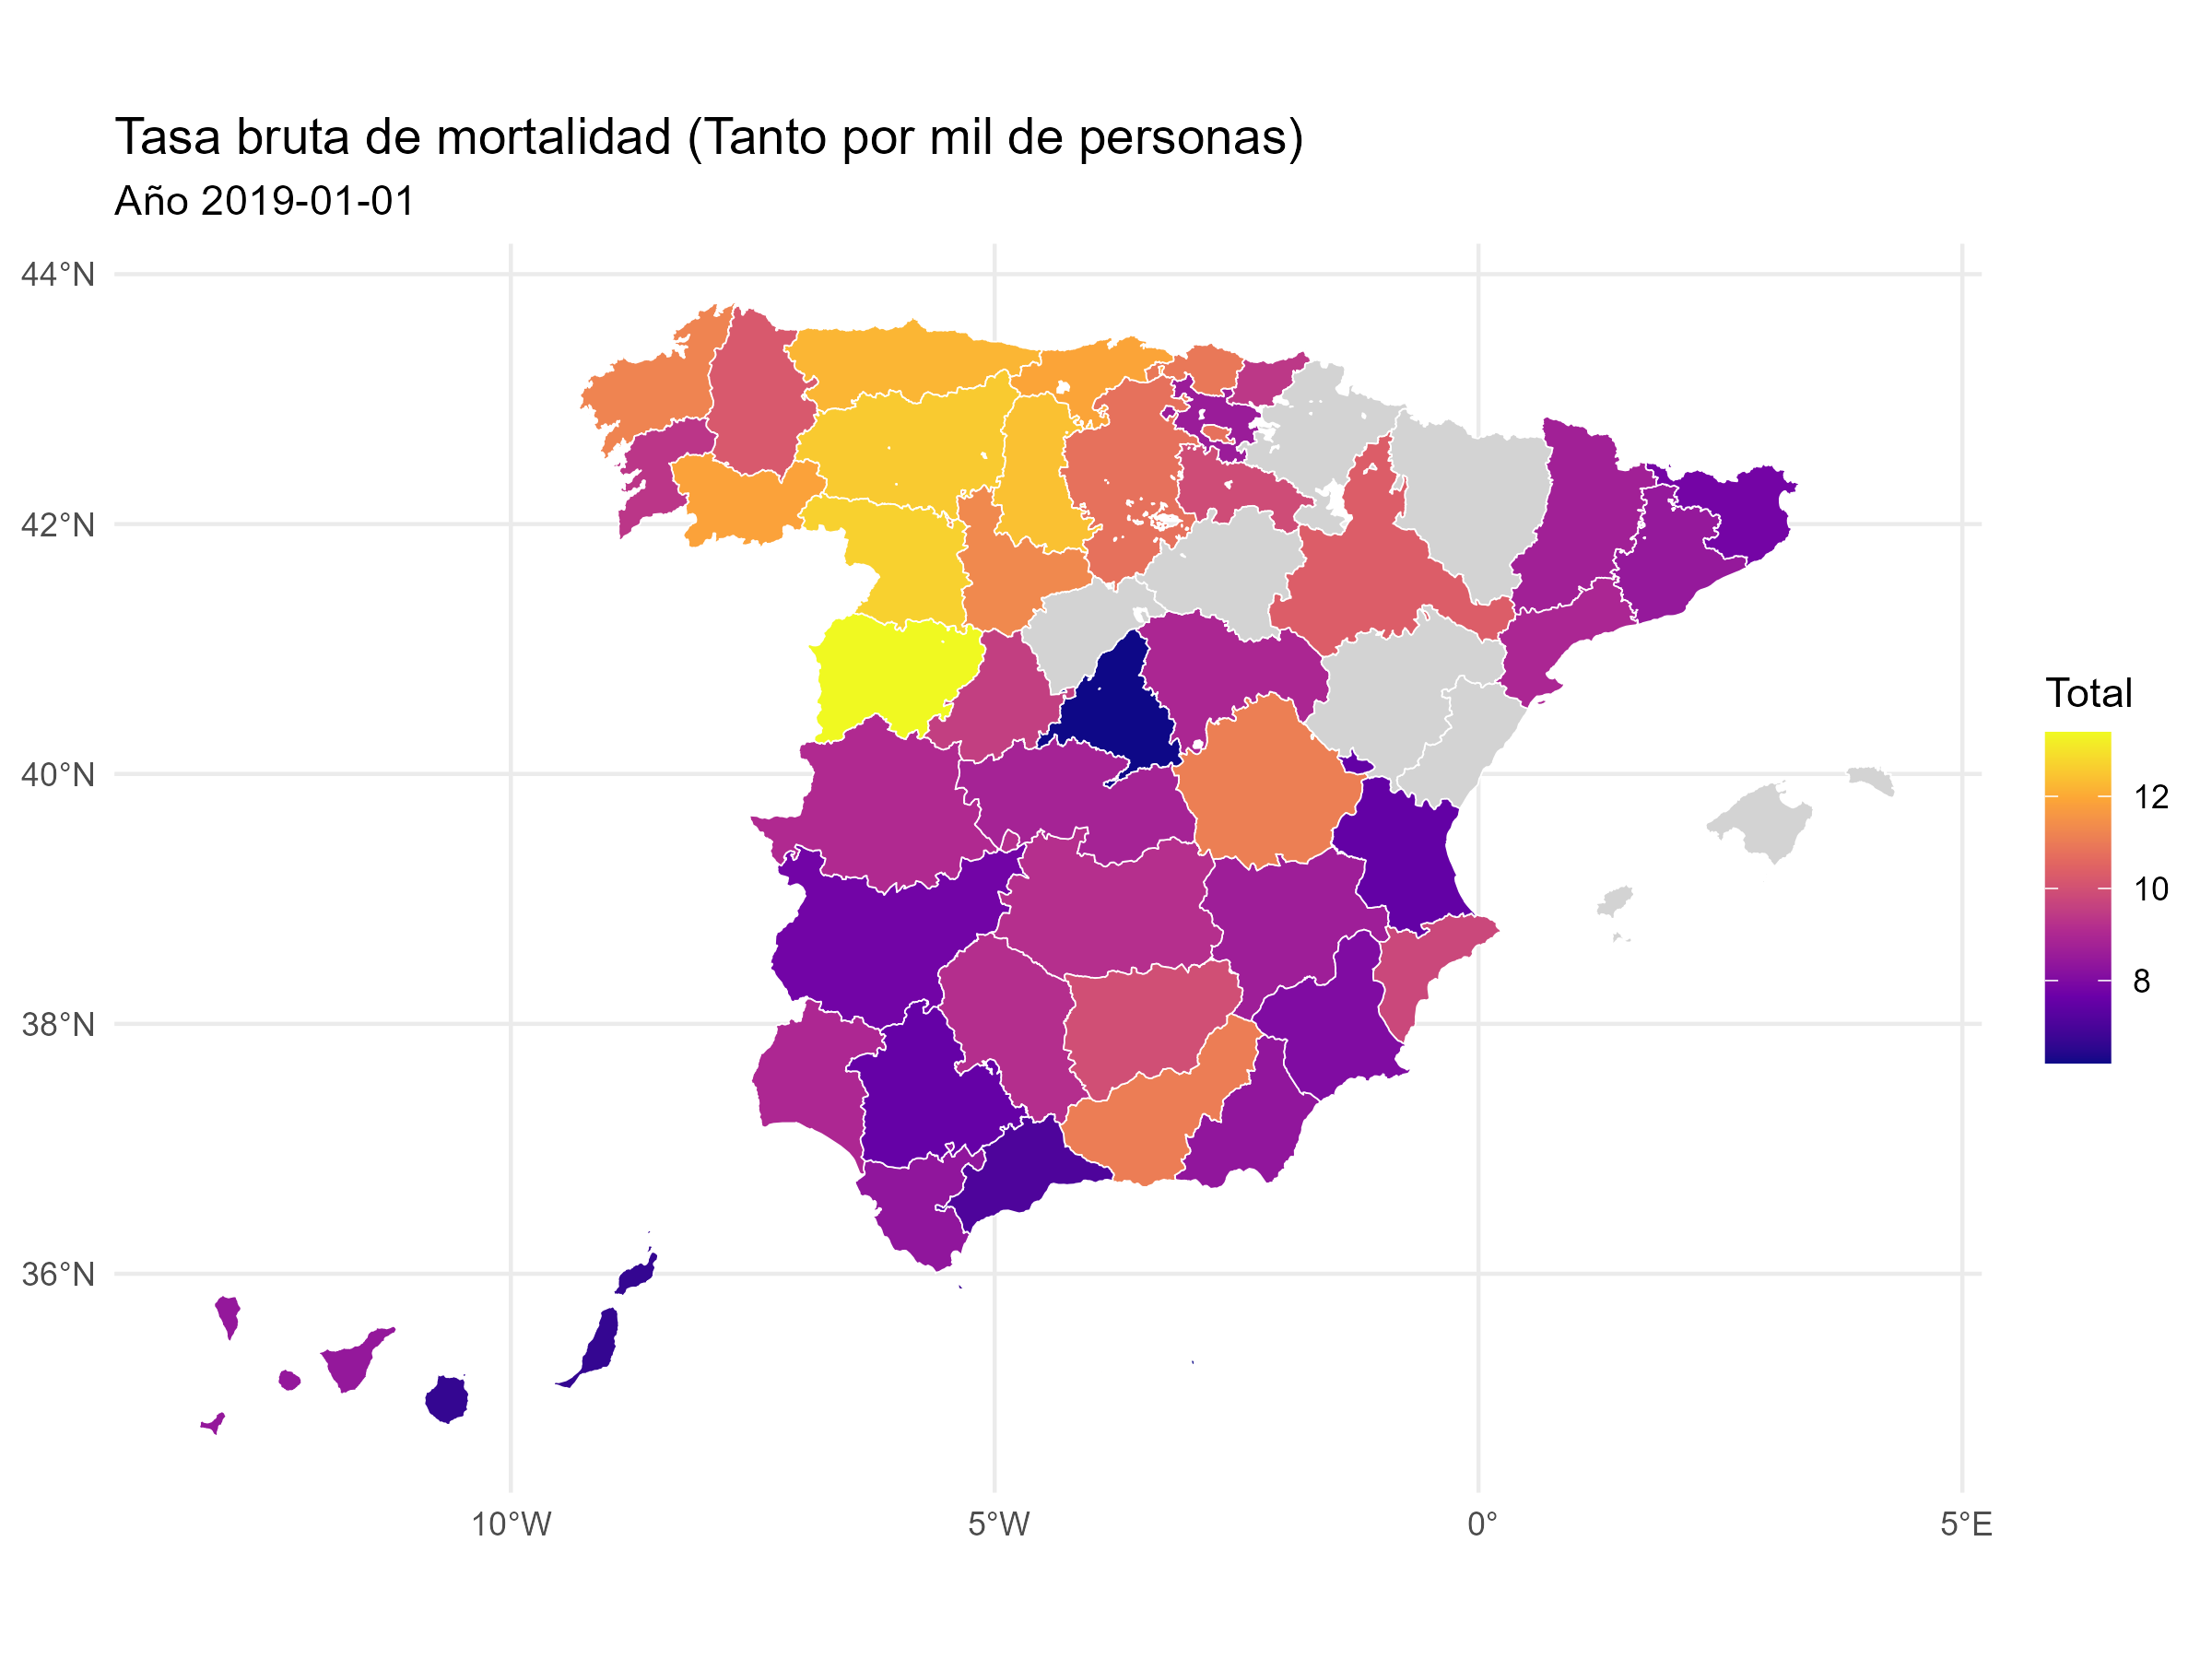 Tasa bruta de mortalidad (Tanto por mil de personas)
Año 2019-01-01
44°N
42°N
40°N
38°N
36°N
10°W
5°W
0°
5°E
Total
12
10
8